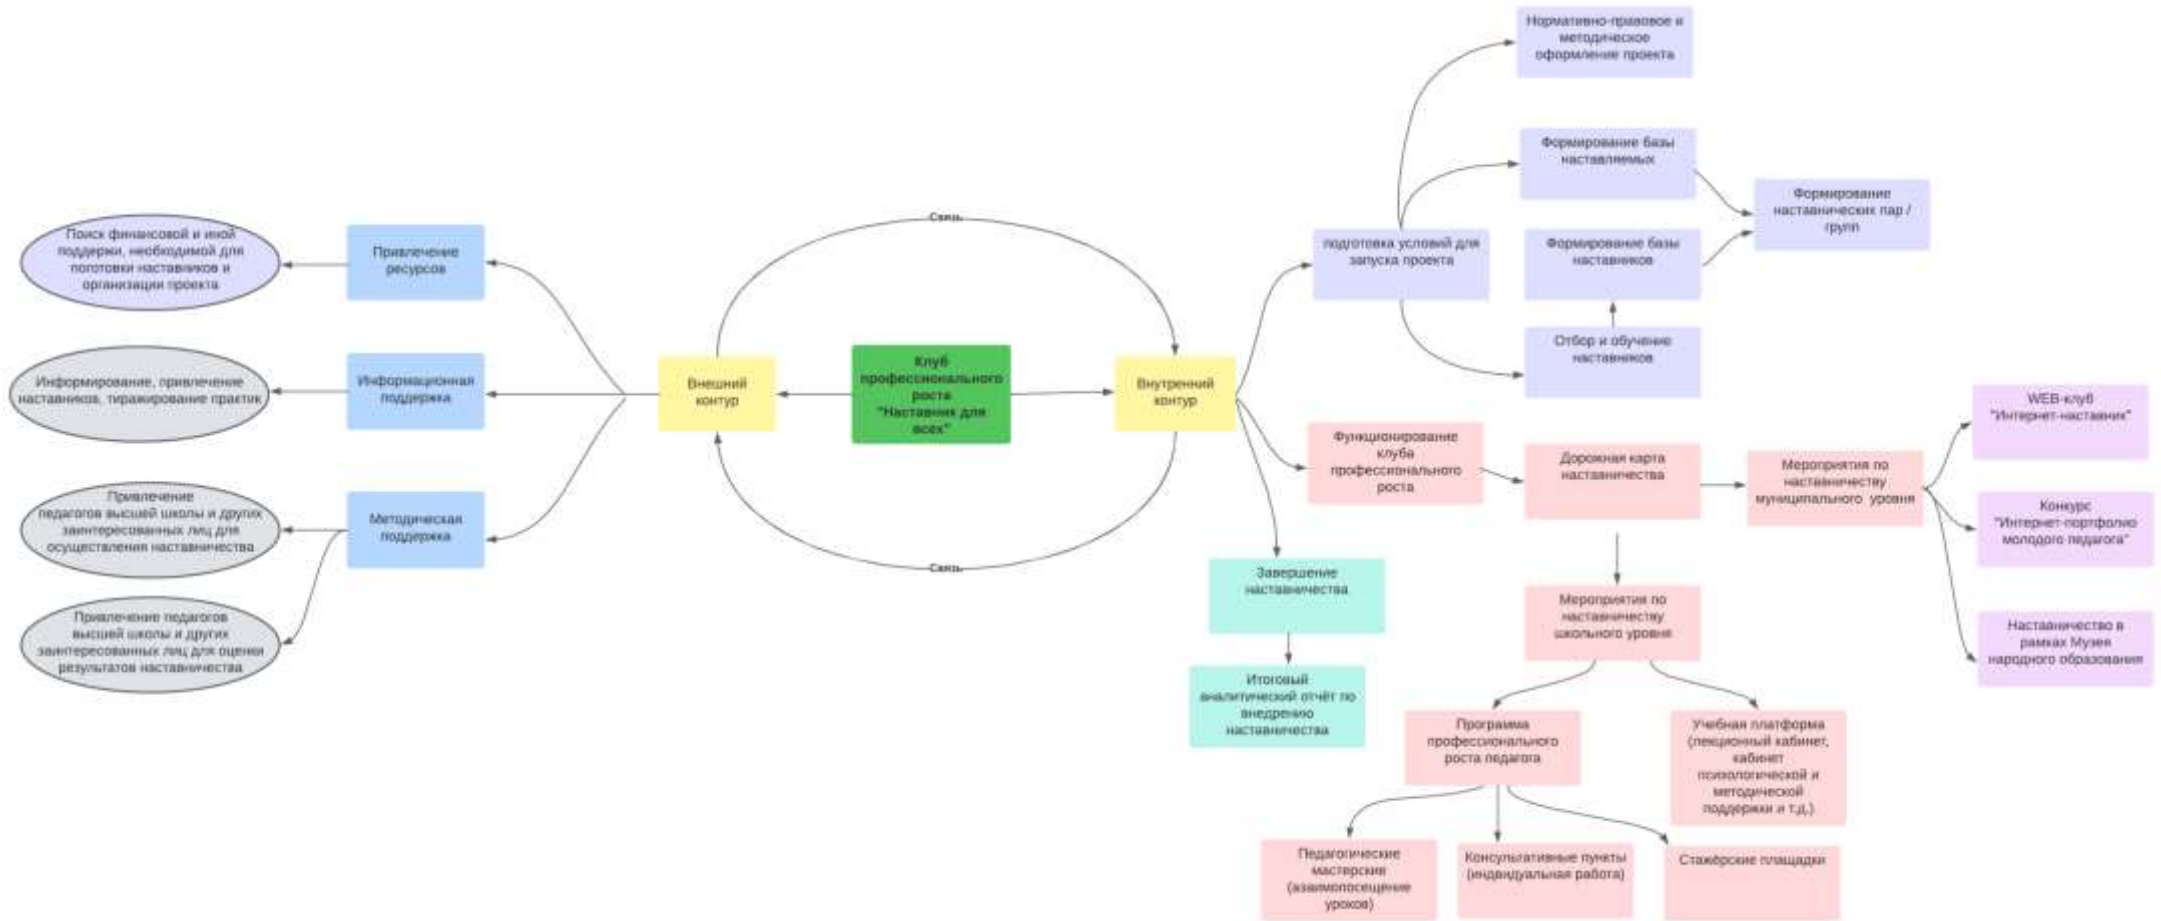 Нормативно-правовое и
методическое
оформление проекта
Формирование базы
наставляемых
Формирование
наставнических пар /
групп
подготовка условий для
запуска проекта
Формирование базы
наставников
Отбор и обучение
наставников
Связь
Поиск финансовой и иной
поддержи, необходимой для
поготовки наставников и
организации проекта
Привлечение
ресурсов
Информирование, привлечение
наставников, тиражирование практик
Информационная
поддержка
Привлечение
педагогов высшей школы и других
заинтересованных лиц для
осуществления наставничества
Методическая
поддержка
Привлечение педагогов
высшей школы и других
заинтересованных лиц для оценки
результатов наставничества
Внешний
контур
Клуб
профессионального
роста
"Наставник для
всех"
Внутренний
контур
Связь
Функционирование
клуба
профессионального
роста
Дорожная карта
наставничества
Мероприятия по
наставничеству
муниципального уровня
WEB-клуб
"Интернет-наставник"
Конкурс
"Интернет-портфолио
молодого педагога"
Наставничество в
рамках Музея
народного образования
Завершение
наставничества
Итоговый
аналитический отчёт по
внедрению
наставничества
Мероприятия по
наставничеству
школьного уровня
Программа
профессионального
роста педагога
Учебная платформа
(лекционный кабинет,
кабинет
психологической и
методической
поддержки и т.д.)
Педагогические
мастерские
(взаимопосещение
уроков)
Консультативные пункты
(индвидуальная работа)
Стажёрские плащадки